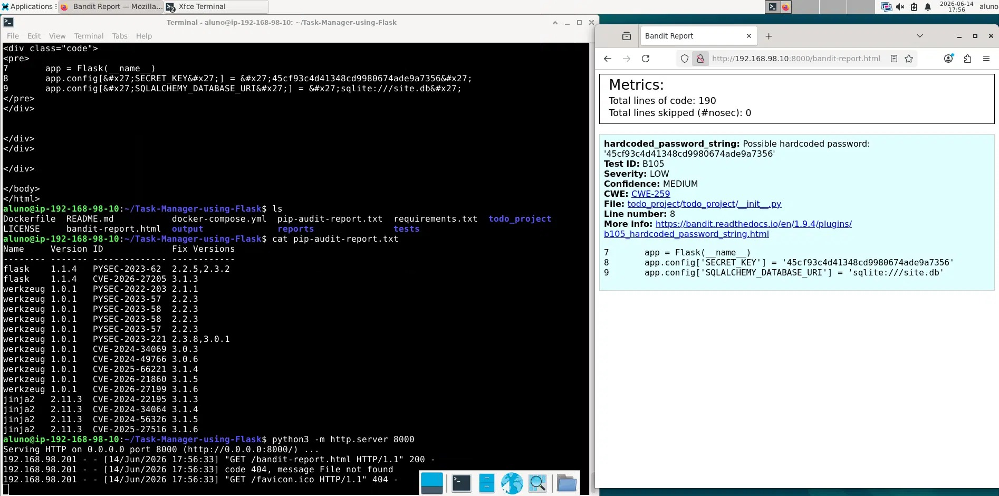 Applications
Bandit Report — Mozilla...
Xfce Terminal
2026-06-14
17:56
aluno
Terminal - aluno@ip-192-168-98-10: ~/Task-Manager-using-Flask
File Edit View Terminal Tabs Help
<div class="code">
<pre>
7       app = Flask(__name__)
8       app.config[&#x27;SECRET_KEY&#x27;] = &#x27;45cf93c4d41348cd9980674ade9a7356&#x27;
9       app.config[&#x27;SQLALCHEMY_DATABASE_URI&#x27;] = &#x27;sqlite:///site.db&#x27;
</pre>
</div>
</div>
</div>
</div>
</body>
</html>
aluno@ip-192-168-98-10:~/Task-Manager-using-Flask$ ls
Dockerfile  README.md           docker-compose.yml  pip-audit-report.txt  requirements.txt  todo_project
LICENSE     bandit-report.html  output              reports               tests
aluno@ip-192-168-98-10:~/Task-Manager-using-Flask$ cat pip-audit-report.txt
Name     Version ID             Fix Versions
-------- ------- -------------- ------------
flask    1.1.4   PYSEC-2023-62  2.2.5,2.3.2
flask    1.1.4   CVE-2026-27205 3.1.3
werkzeug 1.0.1   PYSEC-2022-203 2.1.1
werkzeug 1.0.1   PYSEC-2023-57  2.2.3
werkzeug 1.0.1   PYSEC-2023-58  2.2.3
werkzeug 1.0.1   PYSEC-2023-58  2.2.3
werkzeug 1.0.1   PYSEC-2023-57  2.2.3
werkzeug 1.0.1   PYSEC-2023-221 2.3.8,3.0.1
werkzeug 1.0.1   CVE-2024-34069 3.0.3
werkzeug 1.0.1   CVE-2024-49766 3.0.6
werkzeug 1.0.1   CVE-2025-66221 3.1.4
werkzeug 1.0.1   CVE-2026-21860 3.1.5
werkzeug 1.0.1   CVE-2026-27199 3.1.6
jinja2   2.11.3  CVE-2024-22195 3.1.3
jinja2   2.11.3  CVE-2024-34064 3.1.4
jinja2   2.11.3  CVE-2024-56326 3.1.5
jinja2   2.11.3  CVE-2025-27516 3.1.6
aluno@ip-192-168-98-10:~/Task-Manager-using-Flask$ python3 -m http.server 8000
Serving HTTP on 0.0.0.0 port 8000 (http://0.0.0.0:8000/) ...
192.168.98.201 - - [14/Jun/2026 17:56:33] "GET /bandit-report.html HTTP/1.1" 200 -
192.168.98.201 - - [14/Jun/2026 17:56:33] code 404, message File not found
192.168.98.201 - - [14/Jun/2026 17:56:33] "GET /favicon.ico HTTP/1.1" 404 -
Bandit Report
http://192.168.98.10:8000/bandit-report.html
Metrics:
Total lines of code: 190
Total lines skipped (#nosec): 0
hardcoded_password_string: Possible hardcoded password:
'45cf93c4d41348cd9980674ade9a7356'
Test ID: B105
Severity: LOW
Confidence: MEDIUM
CWE: CWE-259
File: todo_project/todo_project/__init__.py
Line number: 8
More info: https://bandit.readthedocs.io/en/1.9.4/plugins/
b105_hardcoded_password_string.html
7       app = Flask(__name__)
8       app.config['SECRET_KEY'] = '45cf93c4d41348cd9980674ade9a7356'
9       app.config['SQLALCHEMY_DATABASE_URI'] = 'sqlite:///site.db'